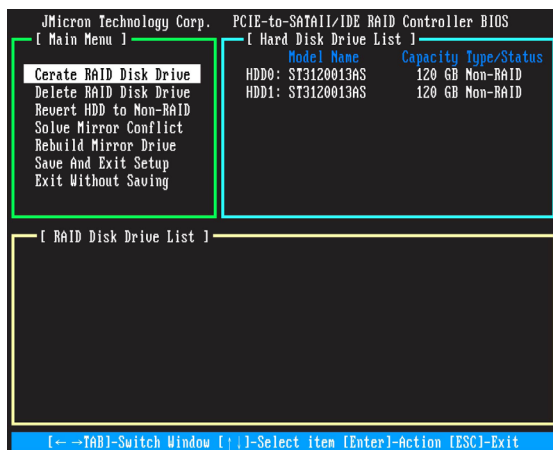 JMicron Technology Corp. PCIE-to-SATAII/IDE RAID Controller BIOS
[ Main Menu ]
Cerate RAID Disk Drive
Delete RAID Disk Drive
Revert HDD to Non-RAID
Solve Mirror Conflict
Rebuild Mirror Drive
Save And Exit Setup
Exit Without Saving
[ Hard Disk Drive List ]
Model Name Capacity Type/Status
HDD0: ST3120013AS 120 GB Non-RAID
HDD1: ST3120013AS 120 GB Non-RAID
[ RAID Disk Drive List ]
[← →TAB]-Switch Window [↑↓]-Select item [Enter]-Action [ESC]-Exit